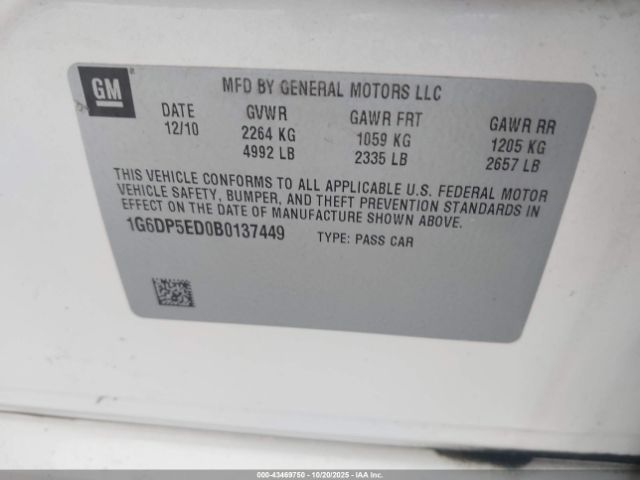 GM
MFD BY GENERAL MOTORS LLC
DATE GVWR GAWR FRT GAWR RR
12/10 2264 KG 1059 KG 1205 KG
4992 LB 2335 LB 2657 LB
THIS VEHICLE CONFORMS TO ALL APPLICABLE U.S. FEDERAL MOTOR
VEHICLE SAFETY, BUMPER, AND THEFT PREVENTION STANDARDS IN
EFFECT ON THE DATE OF MANUFACTURE SHOWN ABOVE.
1G6DP5ED0B0137449 TYPE: PASS CAR
000-43469750 | 10/20/2025 | ©IAA Inc.